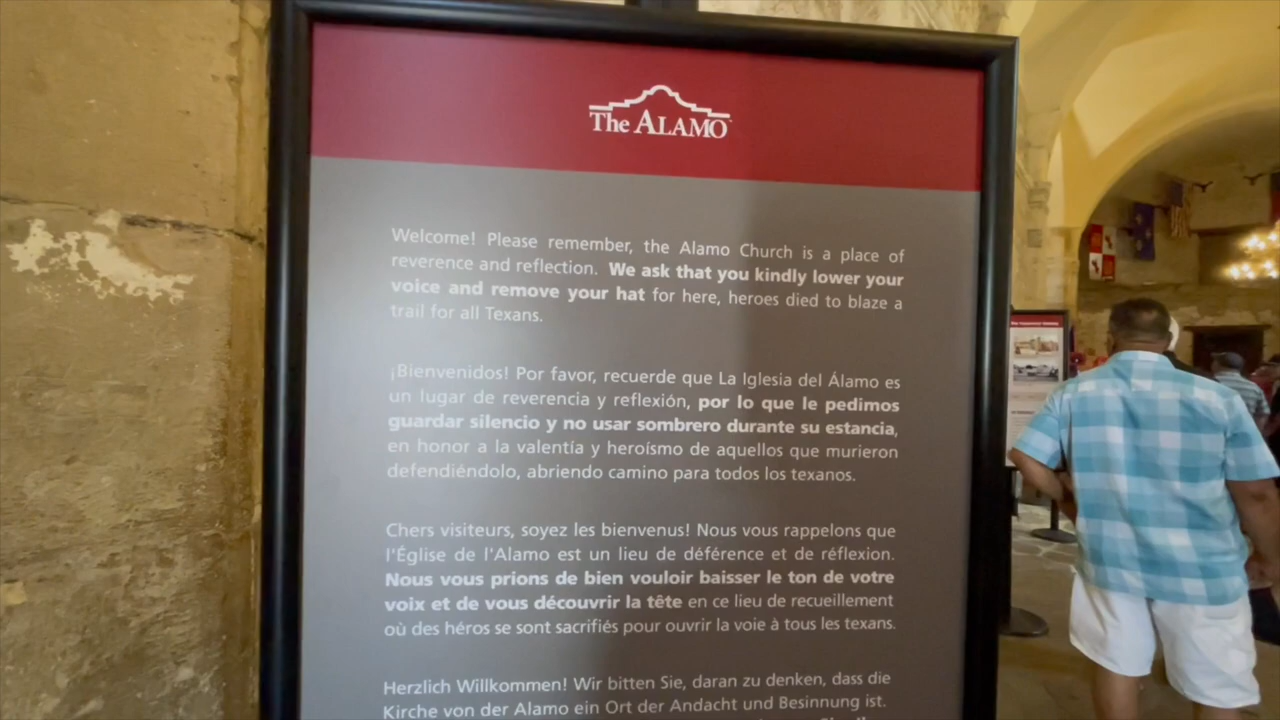 The ALAMO
Welcome! Please remember, the Alamo Church is a place of
reverence and reflection. We ask that you kindly lower your
voice and remove your hat for here, heroes died to blaze a
trail for all Texans.
¡Bienvenidos! Por favor, recuerde que La Iglesia del Álamo es
un lugar de reverencia y reflexión, por lo que le pedimos
guardar silencio y no usar sombrero durante su estancia,
en honor a la valentía y heroísmo de aquellos que murieron
defendiéndolo, abriendo camino para todos los texanos.
Chers visiteurs, soyez les bienvenus! Nous vous rappelons que
l'Église de l'Alamo est un lieu de déférence et de réflexion.
Nous vous prions de bien vouloir baisser le ton de votre
voix et de vous découvrir la tête en ce lieu de recueillement
où des héros se sont sacrifiés pour ouvrir la voie à tous les texans.
Herzlich Willkommen! Wir bitten Sie, daran zu denken, dass die
Kirche von der Alamo ein Ort der Andacht und Besinnung ist.